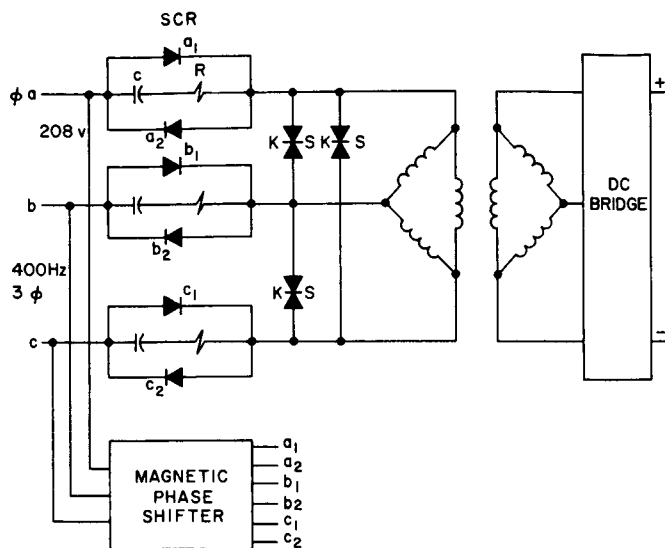 SCR
a1
C R
φ a
a2
208 v
K S K S
b1
b
b2
DC BRIDGE
+
−
400Hz
3 φ
K S
c1
c
c2
MAGNETIC
PHASE
SHIFTER
a1
a2
b1
b2
c1
c2